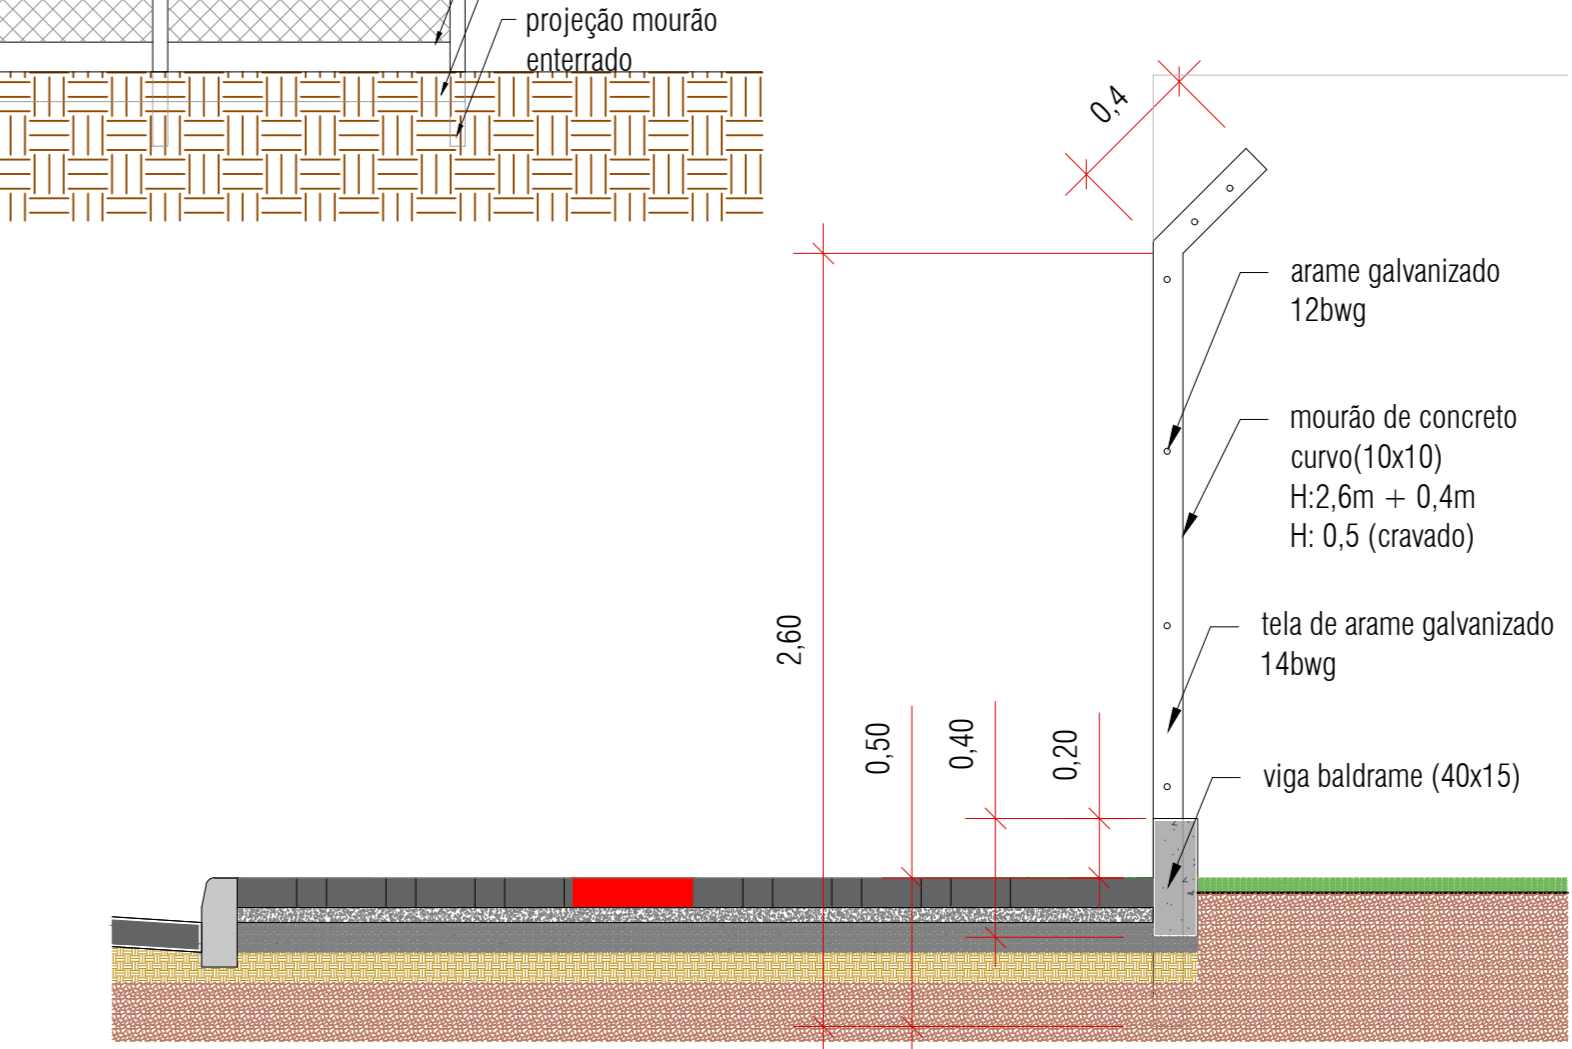 projeção mourão
enterrado
0,4
arame galvanizado
12bwg
mourão de concreto
curvo(10x10)
H:2,6m + 0,4m
H: 0,5 (cravado)
2,60
tela de arame galvanizado
14bwg
0,50
0,40
0,20
viga baldrame (40x15)